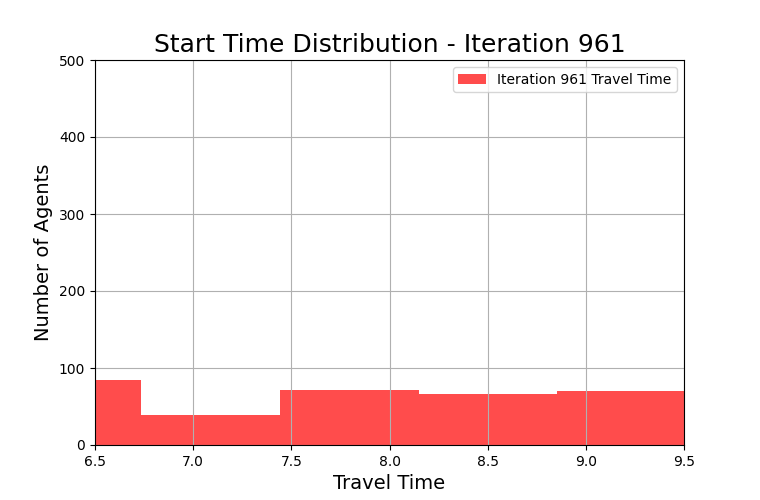 Start Time Distribution - Iteration 961
500
400
300
200
100
0
Number of Agents
Iteration 961 Travel Time
6.5 7.0 7.5 8.0 8.5 9.0 9.5
Travel Time